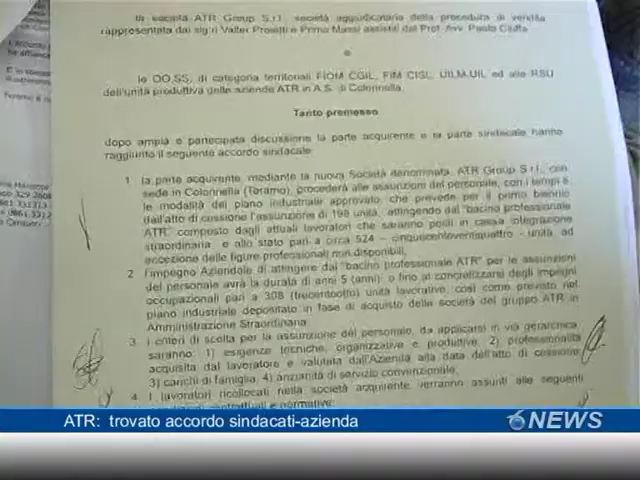 la società ATR Group S.r.l., società aggiudicataria della procedura di vendita
rappresentata dai sig.ri Valter Proietti e Primo Massi assistiti dal Prof. Avv. Paolo
e
le OO.SS. di categoria territoriali FIOM CGIL, FIM CISL, UILM-UIL ed alle RSU
dell'unità produttiva delle aziende ATR in A.S. di Colonnella,
Tanto premesso
dopo ampia e partecipata discussione la parte acquirente e la parte sindacale hanno
raggiunto il seguente accordo sindacale:
1 la parte acquirente, mediante la nuova Società denominata ATR Group S.r.l., con
sede in Colonnella (Teramo), procederà alle assunzioni del personale, con i tempi e
le modalità del piano industriale approvato, che prevede per il primo biennio
dall'atto di cessione l'assunzione di 198 unità, attingendo dal "bacino professionale
ATR" composto dagli attuali lavoratori che saranno posti in cassa integrazione
straordinaria e allo stato pari a circa 524 – cinquecentoventiquattro - unità, ad
eccezione delle figure professionali non disponibili,
2 l'impegno Aziendale di attingere dal "bacino professionale ATR" per le assunzioni
del personale avrà la durata di anni 5 (anni): o fino al concretizzarsi degli impegni
occupazionali pari a 308 (trecentootto) unità lavorative, così come previsto nel
piano industriale depositato in fase di acquisto delle società del gruppo ATR in
Amministrazione Straordinaria
3. i criteri di scelta per la assunzione del personale, da applicarsi in via gerarchica,
saranno: 1) esigenze tecniche, organizzative e produttive, 2) professionalità
acquisita dal lavoratore e valutata dall'Azienda alla data dell'atto di cessione
3) carichi di famiglia, 4) anzianità di servizio convenzionale;
4. I lavoratori ricollocati nella società acquirente verranno assunti alle seguenti
contrattuali e normative:
ATR: trovato accordo sindacati-azienda
6 NEWS